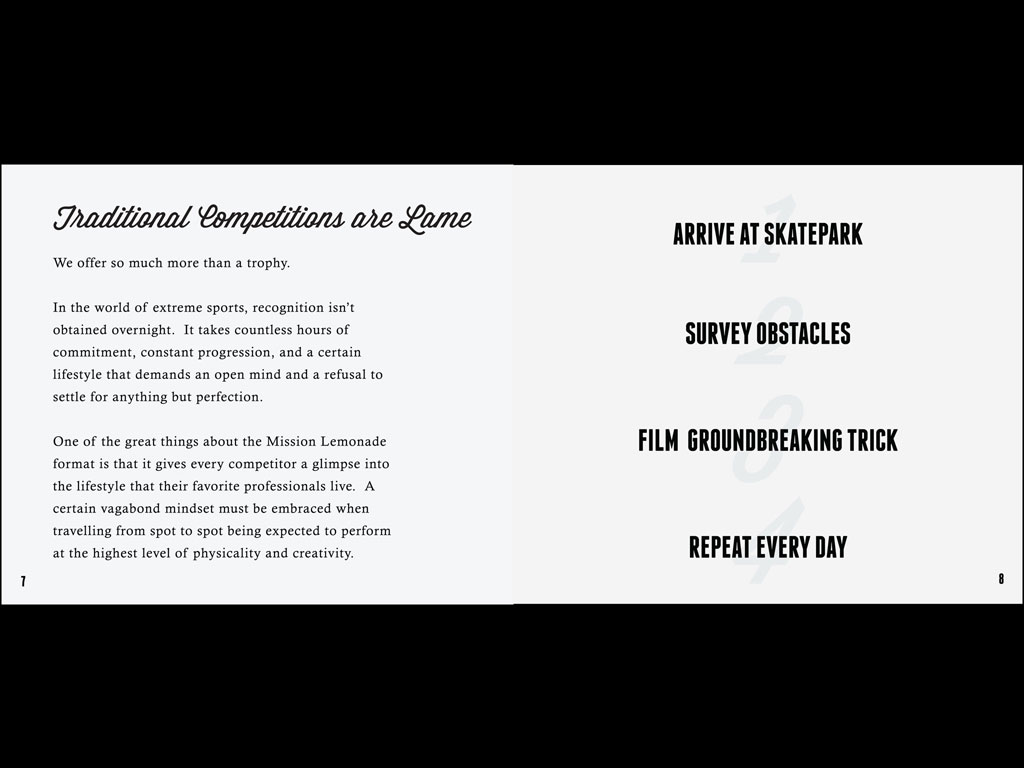 Traditional Competitions are Lame
We offer so much more than a trophy.
In the world of extreme sports, recognition isn't
obtained overnight.  It takes countless hours of
commitment, constant progression, and a certain
lifestyle that demands an open mind and a refusal to
settle for anything but perfection.
One of the great things about the Mission Lemonade
format is that it gives every competitor a glimpse into
the lifestyle that their favorite professionals live.  A
certain vagabond mindset must be embraced when
travelling from spot to spot being expected to perform
at the highest level of physicality and creativity.
7
1
ARRIVE AT SKATEPARK
2
SURVEY OBSTACLES
3
FILM  GROUNDBREAKING TRICK
4
REPEAT EVERY DAY
8